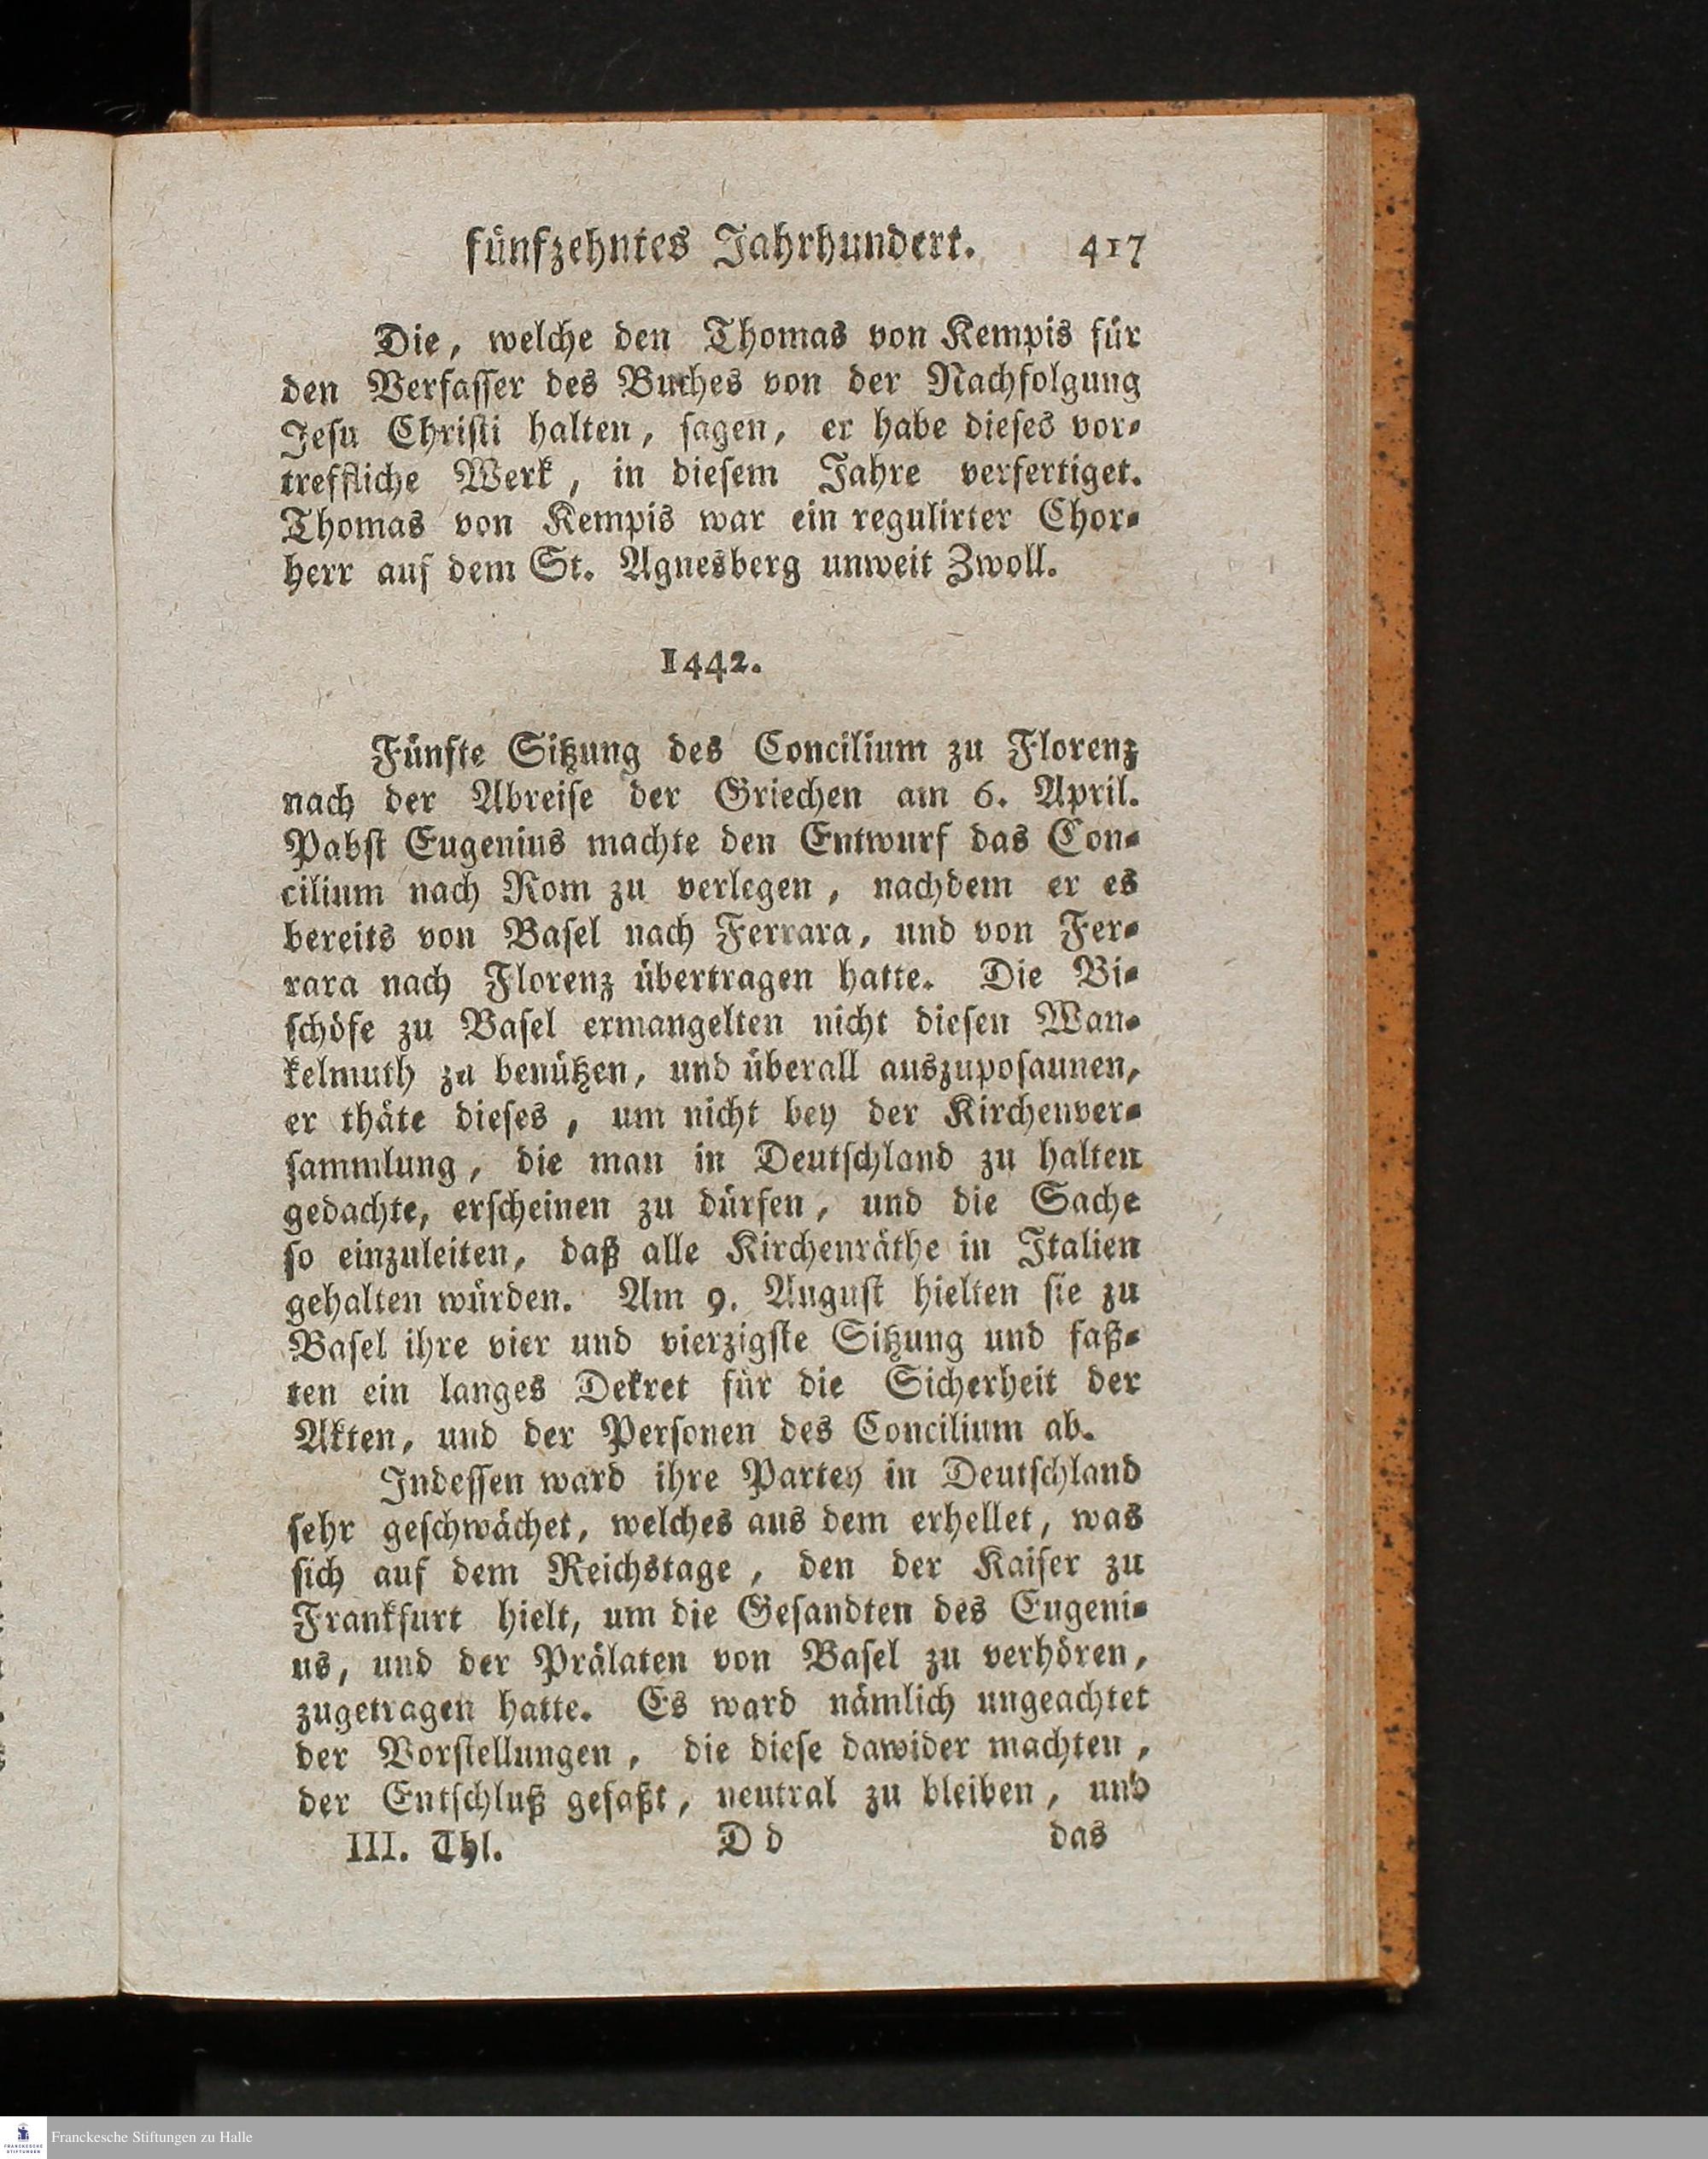 fünfzehntes Jahrhundert. 417
Die, welche den Thomas von Kempis für
den Verfasser des Buches von der Nachfolgung
Jesu Christi halten, sagen, er habe dieses vor-
treffliche Werk, in diesem Jahre verfertiget.
Thomas von Kempis war ein regulirter Chor-
herr auf dem St. Agnesberg unweit Zwoll.
1442.
Fünfte Sitzung des Concilium zu Florenz
nach der Abreise der Griechen am 6. April.
Pabst Eugenius machte den Entwurf das Con-
cilium nach Rom zu verlegen, nachdem er es
bereits von Basel nach Ferrara, und von Fer-
rara nach Florenz übertragen hatte. Die Bi-
schöfe zu Basel ermangelten nicht diesen Wan-
kelmuth zu benützen, und überall auszuposaunen,
er thäte dieses, um nicht bey der Kirchenver-
sammlung, die man in Deutschland zu halten
gedachte, erscheinen zu dürfen, und die Sache
so einzuleiten, daß alle Kirchenräthe in Italien
gehalten würden. Am 9. August hielten sie zu
Basel ihre vier und vierzigste Sitzung und faß-
ten ein langes Dekret für die Sicherheit der
Akten, und der Personen des Concilium ab.
Indessen ward ihre Partey in Deutschland
sehr geschwächet, welches aus dem erhellet, was
sich auf dem Reichstage, den der Kaiser zu
Frankfurt hielt, um die Gesandten des Eugeni-
us, und der Prälaten von Basel zu verhören,
zugetragen hatte. Es ward nämlich ungeachtet
der Vorstellungen, die diese dawider machten,
der Entschluß gefaßt, neutral zu bleiben, und
III. Thl. D d das
Franckesche Stiftungen zu Halle
FRANCKESCHE
STIFTUNGEN